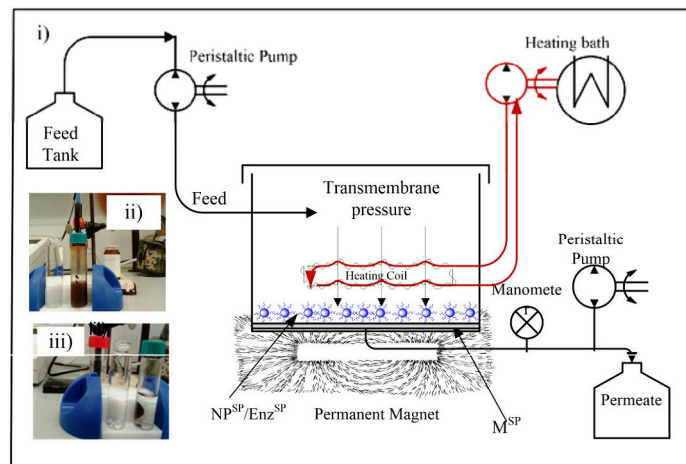 i)
Peristaltic Pump
Heating bath
Feed
Tank
Feed
Transmembrane
pressure
ii)
Heating Coil
Peristaltic
Pump
Manomete
iii)
NP^SP/Enz^SP
Permanent Magnet
M^SP
Permeate